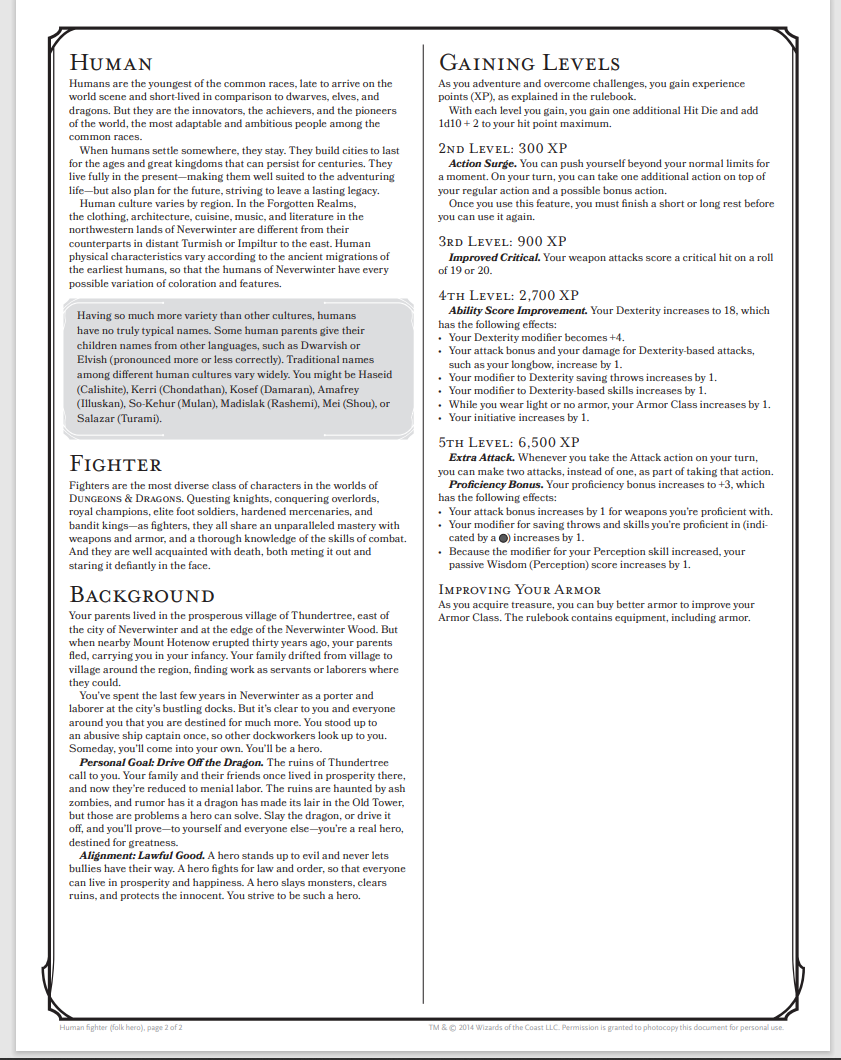 HUMAN
Humans are the youngest of the common races, late to arrive on the
world scene and short-lived in comparison to dwarves, elves, and
dragons. But they are the innovators, the achievers, and the pioneers
of the world, the most adaptable and ambitious people among the
common races.
When humans settle somewhere, they stay. They build cities to last
for the ages and great kingdoms that can persist for centuries. They
live fully in the present—making them well suited to the adventuring
life—but also plan for the future, striving to leave a lasting legacy.
Human culture varies by region. In the Forgotten Realms,
the clothing, architecture, cuisine, music, and literature in the
northwestern lands of Neverwinter are different from their
counterparts in distant Turmish or Impiltur to the east. Human
physical characteristics vary according to the ancient migrations of
the earliest humans, so that the humans of Neverwinter have every
possible variation of coloration and features.
Having so much more variety than other cultures, humans
have no truly typical names. Some human parents give their
children names from other languages, such as Dwarvish or
Elvish (pronounced more or less correctly). Traditional names
among different human cultures vary widely. You might be Haseid
(Calishite), Kerri (Chondathan), Kosef (Damaran), Amafrey
(Illuskan), So-Kehur (Mulan), Madislak (Rashemi), Mei (Shou), or
Salazar (Turami).
FIGHTER
Fighters are the most diverse class of characters in the worlds of
DUNGEONS & DRAGONS. Questing knights, conquering overlords,
royal champions, elite foot soldiers, hardened mercenaries, and
bandit kings—as fighters, they all share an unparalleled mastery with
weapons and armor, and a thorough knowledge of the skills of combat.
And they are well acquainted with death, both meting it out and
staring it defiantly in the face.
BACKGROUND
Your parents lived in the prosperous village of Thundertree, east of
the city of Neverwinter and at the edge of the Neverwinter Wood. But
when nearby Mount Hotenow erupted thirty years ago, your parents
fled, carrying you in your infancy. Your family drifted from village to
village around the region, finding work as servants or laborers where
they could.
You've spent the last few years in Neverwinter as a porter and
laborer at the city's bustling docks. But it's clear to you and everyone
around you that you are destined for much more. You stood up to
an abusive ship captain once, so other dockworkers look up to you.
Someday, you'll come into your own. You'll be a hero.
Personal Goal: Drive Off the Dragon. The ruins of Thundertree
call to you. Your family and their friends once lived in prosperity there,
and now they're reduced to menial labor. The ruins are haunted by ash
zombies, and rumor has it a dragon has made its lair in the Old Tower,
but those are problems a hero can solve. Slay the dragon, or drive it
off, and you'll prove—to yourself and everyone else—you're a real hero,
destined for greatness.
Alignment: Lawful Good. A hero stands up to evil and never lets
bullies have their way. A hero fights for law and order, so that everyone
can live in prosperity and happiness. A hero slays monsters, clears
ruins, and protects the innocent. You strive to be such a hero.
GAINING LEVELS
As you adventure and overcome challenges, you gain experience
points (XP), as explained in the rulebook.
With each level you gain, you gain one additional Hit Die and add
1d10 + 2 to your hit point maximum.
2ND LEVEL: 300 XP
Action Surge. You can push yourself beyond your normal limits for
a moment. On your turn, you can take one additional action on top of
your regular action and a possible bonus action.
Once you use this feature, you must finish a short or long rest before
you can use it again.
3RD LEVEL: 900 XP
Improved Critical. Your weapon attacks score a critical hit on a roll
of 19 or 20.
4TH LEVEL: 2,700 XP
Ability Score Improvement. Your Dexterity increases to 18, which
has the following effects:
• Your Dexterity modifier becomes +4.
• Your attack bonus and your damage for Dexterity-based attacks,
such as your longbow, increase by 1.
• Your modifier to Dexterity saving throws increases by 1.
• Your modifier to Dexterity-based skills increases by 1.
• While you wear light or no armor, your Armor Class increases by 1.
• Your initiative increases by 1.
5TH LEVEL: 6,500 XP
Extra Attack. Whenever you take the Attack action on your turn,
you can make two attacks, instead of one, as part of taking that action.
Proficiency Bonus. Your proficiency bonus increases to +3, which
has the following effects:
• Your attack bonus increases by 1 for weapons you're proficient with.
• Your modifier for saving throws and skills you're proficient in (indi-
cated by a ●) increases by 1.
• Because the modifier for your Perception skill increased, your
passive Wisdom (Perception) score increases by 1.
IMPROVING YOUR ARMOR
As you acquire treasure, you can buy better armor to improve your
Armor Class. The rulebook contains equipment, including armor.
Human fighter (folk hero), page 2 of 2
TM & © 2014 Wizards of the Coast LLC. Permission is granted to photocopy this document for personal use.